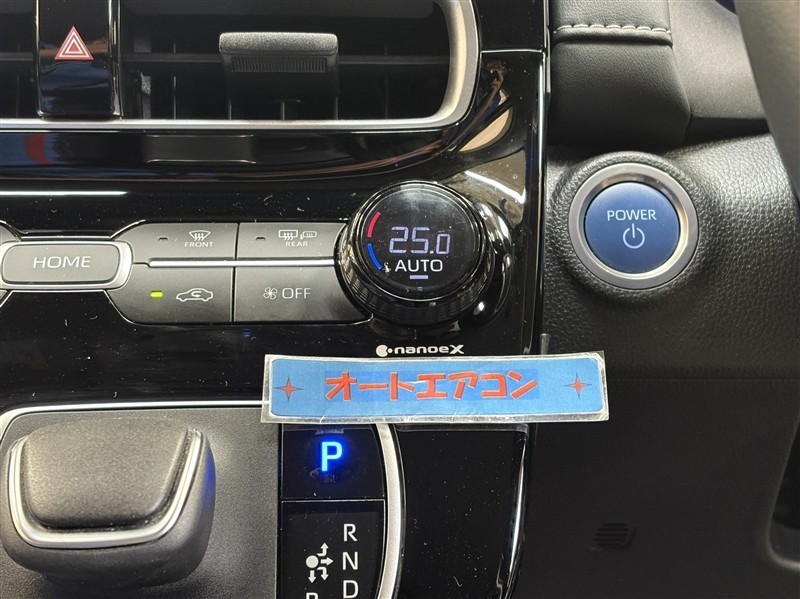 HOME
FRONT
REAR
OFF
25.0
AUTO
POWER
nanoeX
オートエアコン
P
R
N
D